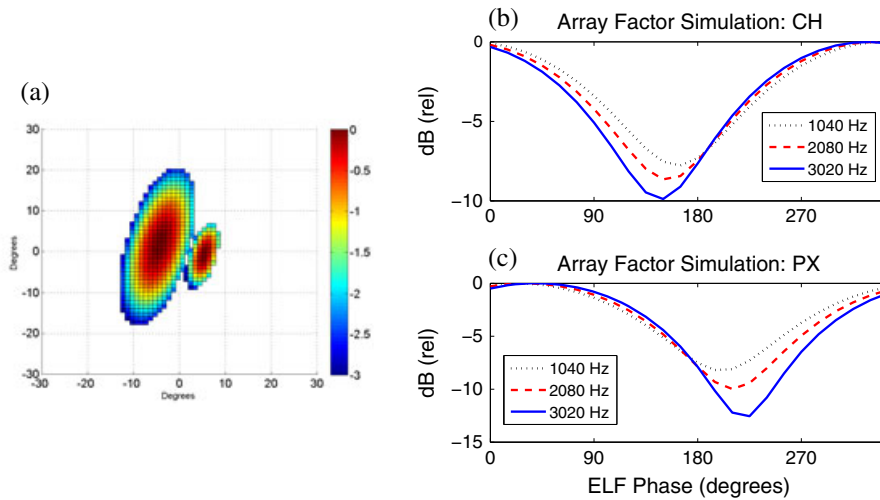 (a)
30
20
10
0
-10
-20
-30
Degrees
-30 -20 -10 0 10 20 30
Degrees
0
-0.5
-1
-1.5
-2
-2.5
-3
(b)
Array Factor Simulation: CH
0
−5
−10
dB (rel)
1040 Hz
2080 Hz
3020 Hz
0 90 180 270
(c)
Array Factor Simulation: PX
0
−5
−10
−15
dB (rel)
1040 Hz
2080 Hz
3020 Hz
0 90 180 270
ELF Phase (degrees)